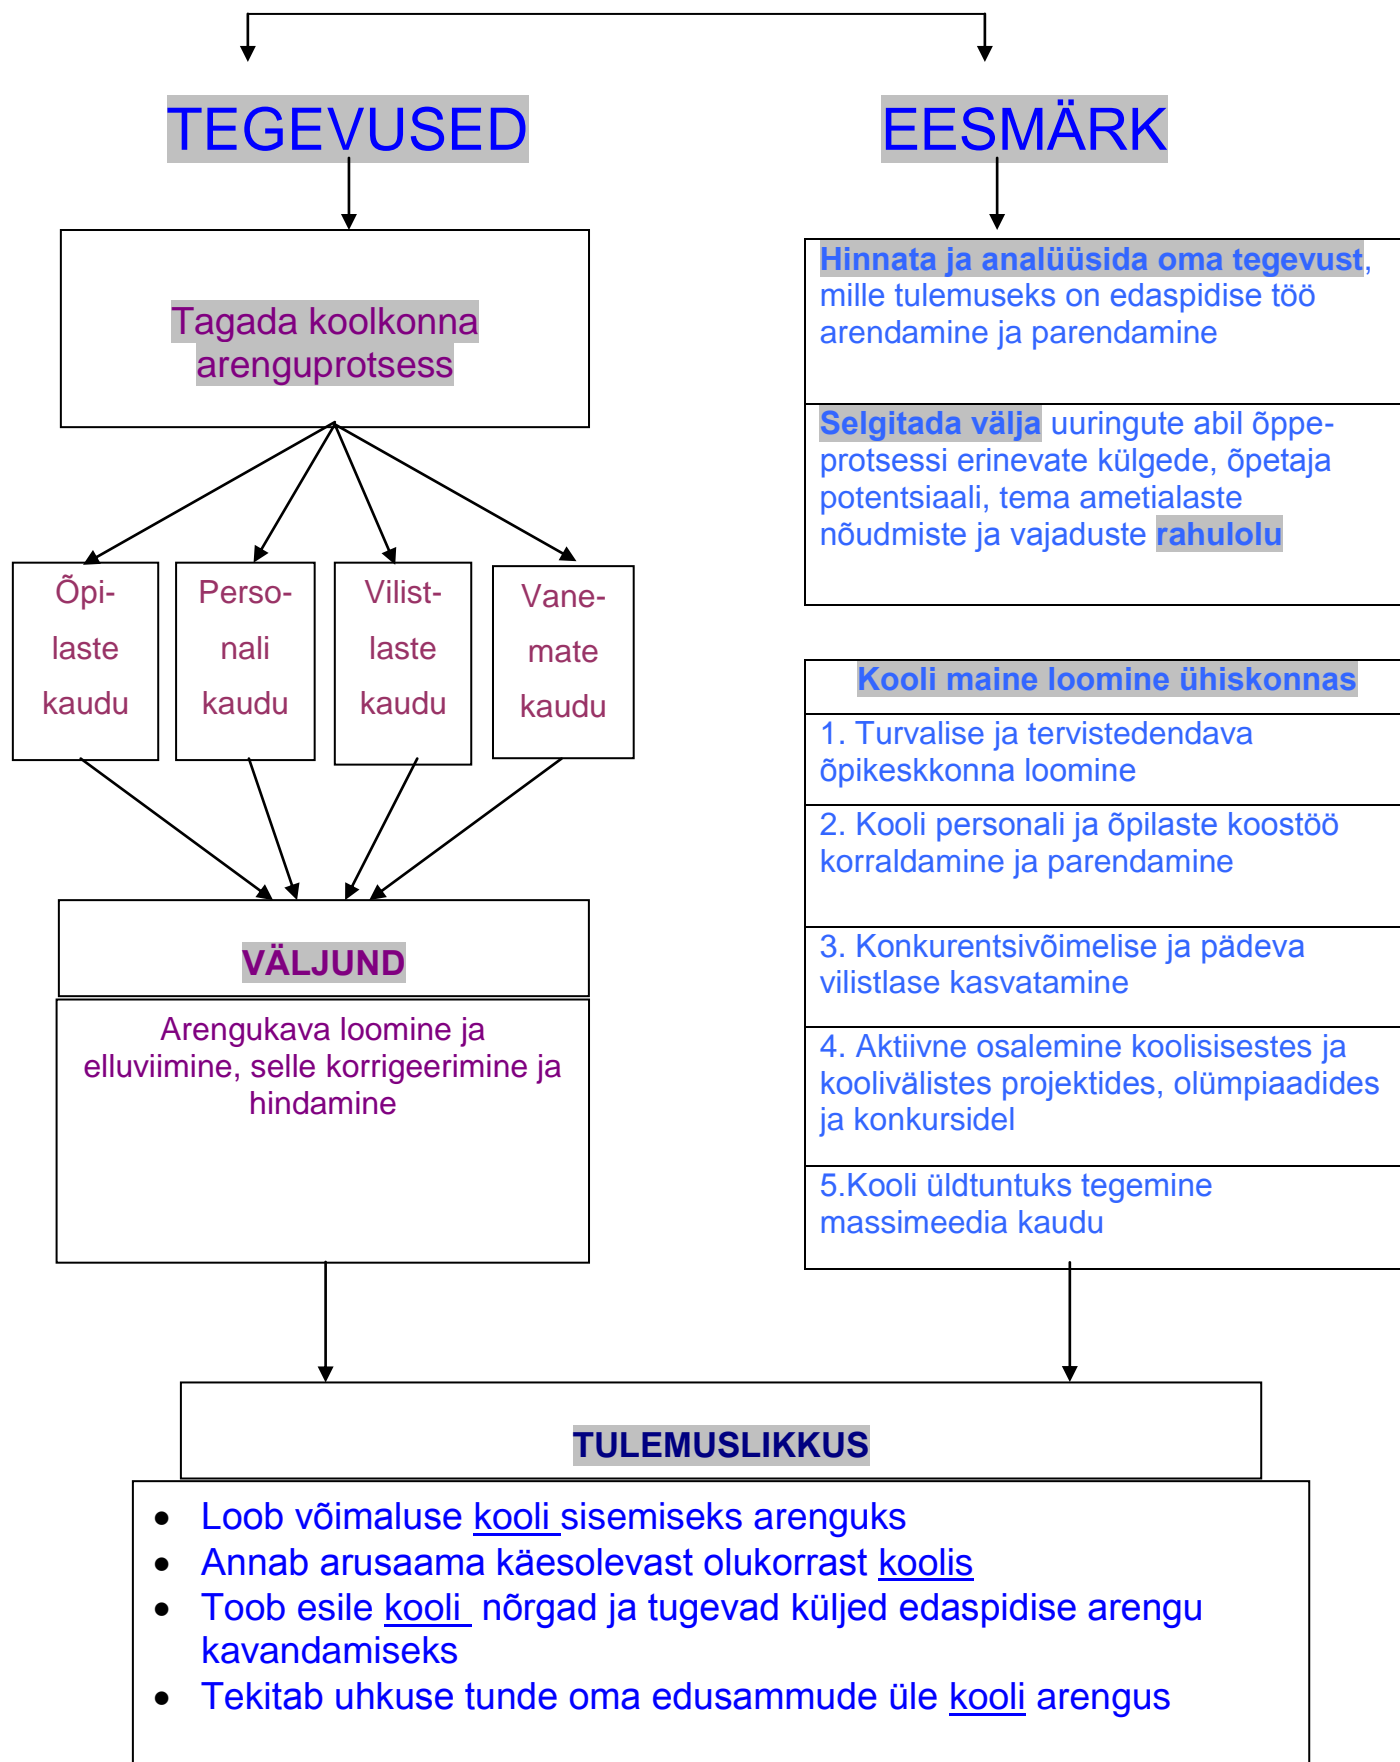 TEGEVUSED
Tagada koolkonna
arenguprotsess
Õpi-
laste
kaudu
Perso-
nali
kaudu
Vilist-
laste
kaudu
Vane-
mate
kaudu
VÄLJUND
Arengukava loomine ja
elluviimine, selle korrigeerimine ja
hindamine
EESMÄRK
Hinnata ja analüüsida oma tegevust,
mille tulemuseks on edaspidise töö
arendamine ja parendamine
Selgitada välja uuringute abil õppe-
protsessi erinevate külgede, õpetaja
potentsiaali, tema ametialaste
nõudmiste ja vajaduste rahulolu
Kooli maine loomine ühiskonnas
1. Turvalise ja tervistedendava
õpikeskkonna loomine
2. Kooli personali ja õpilaste koostöö
korraldamine ja parendamine
3. Konkurentsivõimelise ja pädeva
vilistlase kasvatamine
4. Aktiivne osalemine koolisisestes ja
koolivälistes projektides, olümpiaadides
ja konkursidel
5.Kooli üldtuntuks tegemine
massimeedia kaudu
TULEMUSLIKKUS
• Loob võimaluse kooli sisemiseks arenguks
• Annab arusaama käesolevast olukorrast koolis
• Toob esile kooli  nõrgad ja tugevad küljed edaspidise arengu
kavandamiseks
• Tekitab uhkuse tunde oma edusammude üle kooli arengus